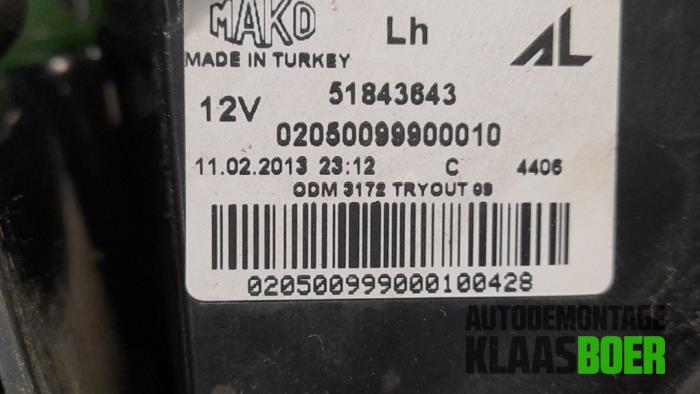 MAKO Lh AL
MADE IN TURKEY
12V 51843643
02050099900010
11.02.2013 23:12 C 4406
ODM 3172 TRYOUT 09
020500999000100428
AUTODEMONTAGE
KLAASBOER